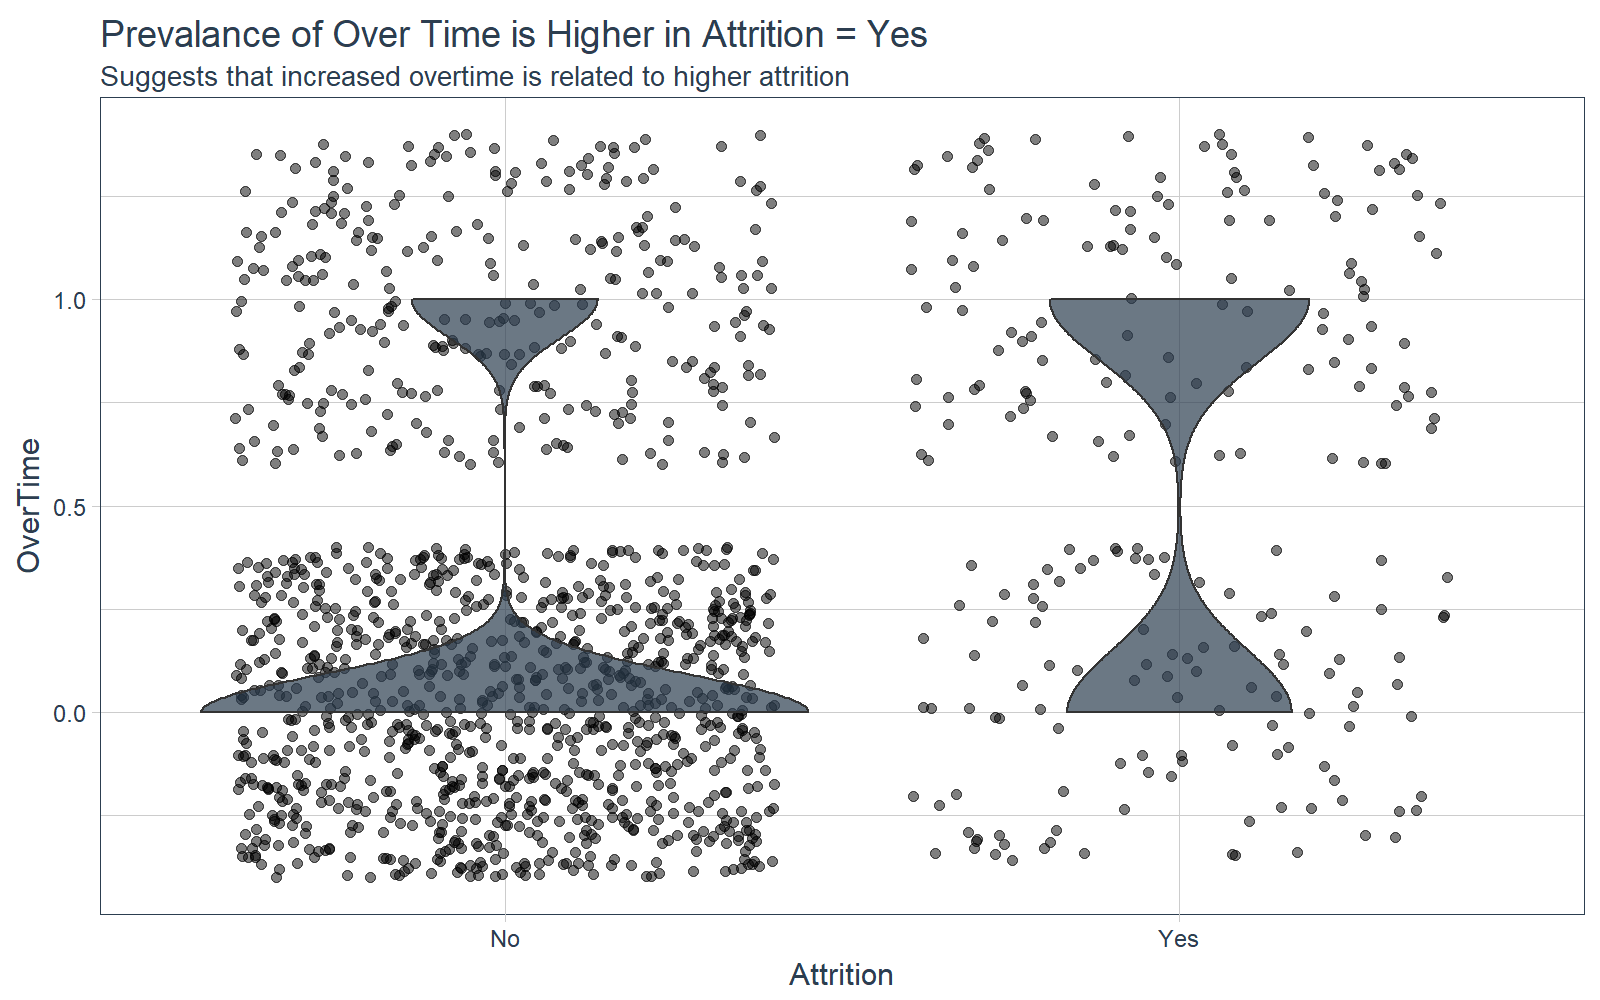 Prevalance of Over Time is Higher in Attrition = Yes
Suggests that increased overtime is related to higher attrition
OverTime
1.0
0.5
0.0
No
Yes
Attrition